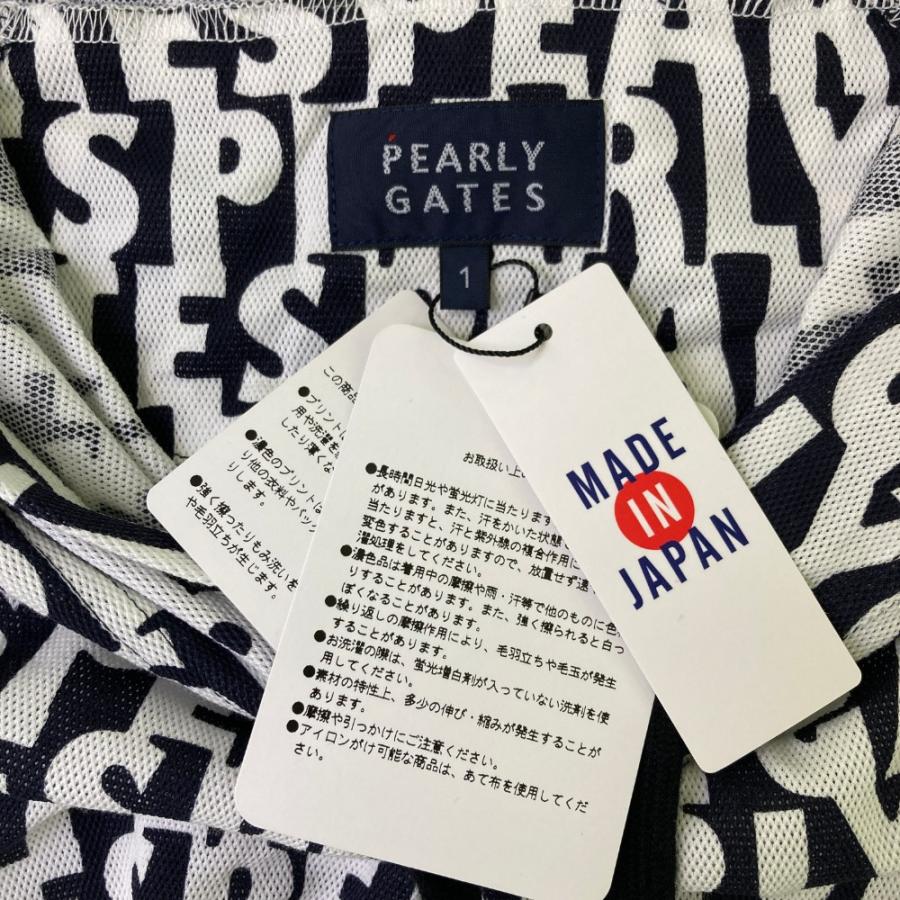 PEARLY
GATES
1
MADE
IN
JAPAN
この商品
●プリント
用や洗濯を
したり薄くな
●濃色のプリントは
り他の衣料やバッグ
します。
●強く擦ったりもみ洗いを
や毛羽立ちが生じます。
お取扱い上
●長時間日光や蛍光灯に当たります
があります。また、汗をかいた状態
当たりますと、汗と紫外線の複合作用に
変色することがありますので、放置せず速
濯処理をしてください。
●濃色品は着用中の摩擦や雨・汗等で他のものに色
りすることがあります。また、強く擦られると白っ
ぽくなることがあります。
●繰り返しの摩擦作用により、毛羽立ちや毛玉が発生
することがあります。
●お洗濯の際は、蛍光増白剤が入っていない洗剤を使
用してください。
●素材の特性上、多少の伸び・縮みが発生することが
あります。
●摩擦や引っかけにご注意ください。
●アイロンがけ可能な商品は、あて布を使用してくだ
さい。